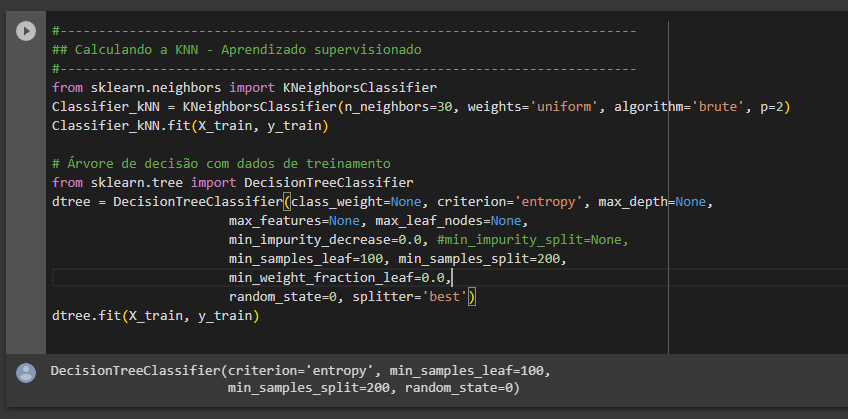 #-------------------------------------------------------------------------
## Calculando a KNN - Aprendizado supervisionado
#-------------------------------------------------------------------------
from sklearn.neighbors import KNeighborsClassifier
Classifier_kNN = KNeighborsClassifier(n_neighbors=30, weights='uniform', algorithm='brute', p=2)
Classifier_kNN.fit(X_train, y_train)

# Árvore de decisão com dados de treinamento
from sklearn.tree import DecisionTreeClassifier
dtree = DecisionTreeClassifier(class_weight=None, criterion='entropy', max_depth=None,
                       max_features=None, max_leaf_nodes=None,
                       min_impurity_decrease=0.0, #min_impurity_split=None,
                       min_samples_leaf=100, min_samples_split=200,
                       min_weight_fraction_leaf=0.0,
                       random_state=0, splitter='best')
dtree.fit(X_train, y_train)
DecisionTreeClassifier(criterion='entropy', min_samples_leaf=100,
                       min_samples_split=200, random_state=0)